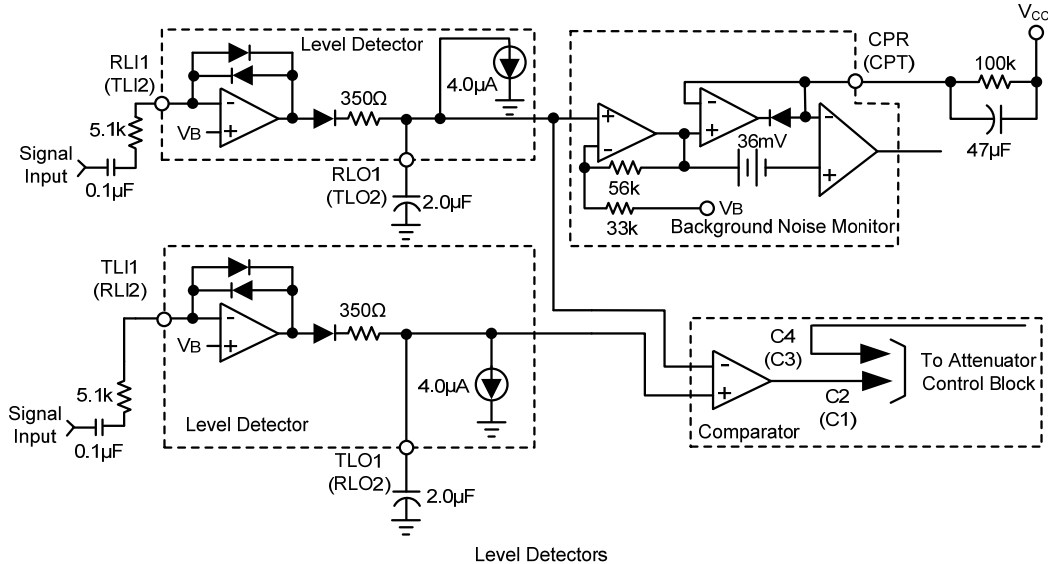 Level Detector
RLI1
(TLI2)
5.1k
Signal
Input
0.1µF
VB
350Ω
4.0µA
RLO1
(TLO2)
2.0µF
CPR
(CPT)
VCC
100k
47µF
36mV
56k
33k
VB
Background Noise Monitor
TLI1
(RLI2)
5.1k
Signal
Input
0.1µF
VB
350Ω
4.0µA
Level Detector
TLO1
(RLO2)
2.0µF
C4
(C3)
C2
(C1)
To Attenuator
Control Block
Comparator
Level Detectors